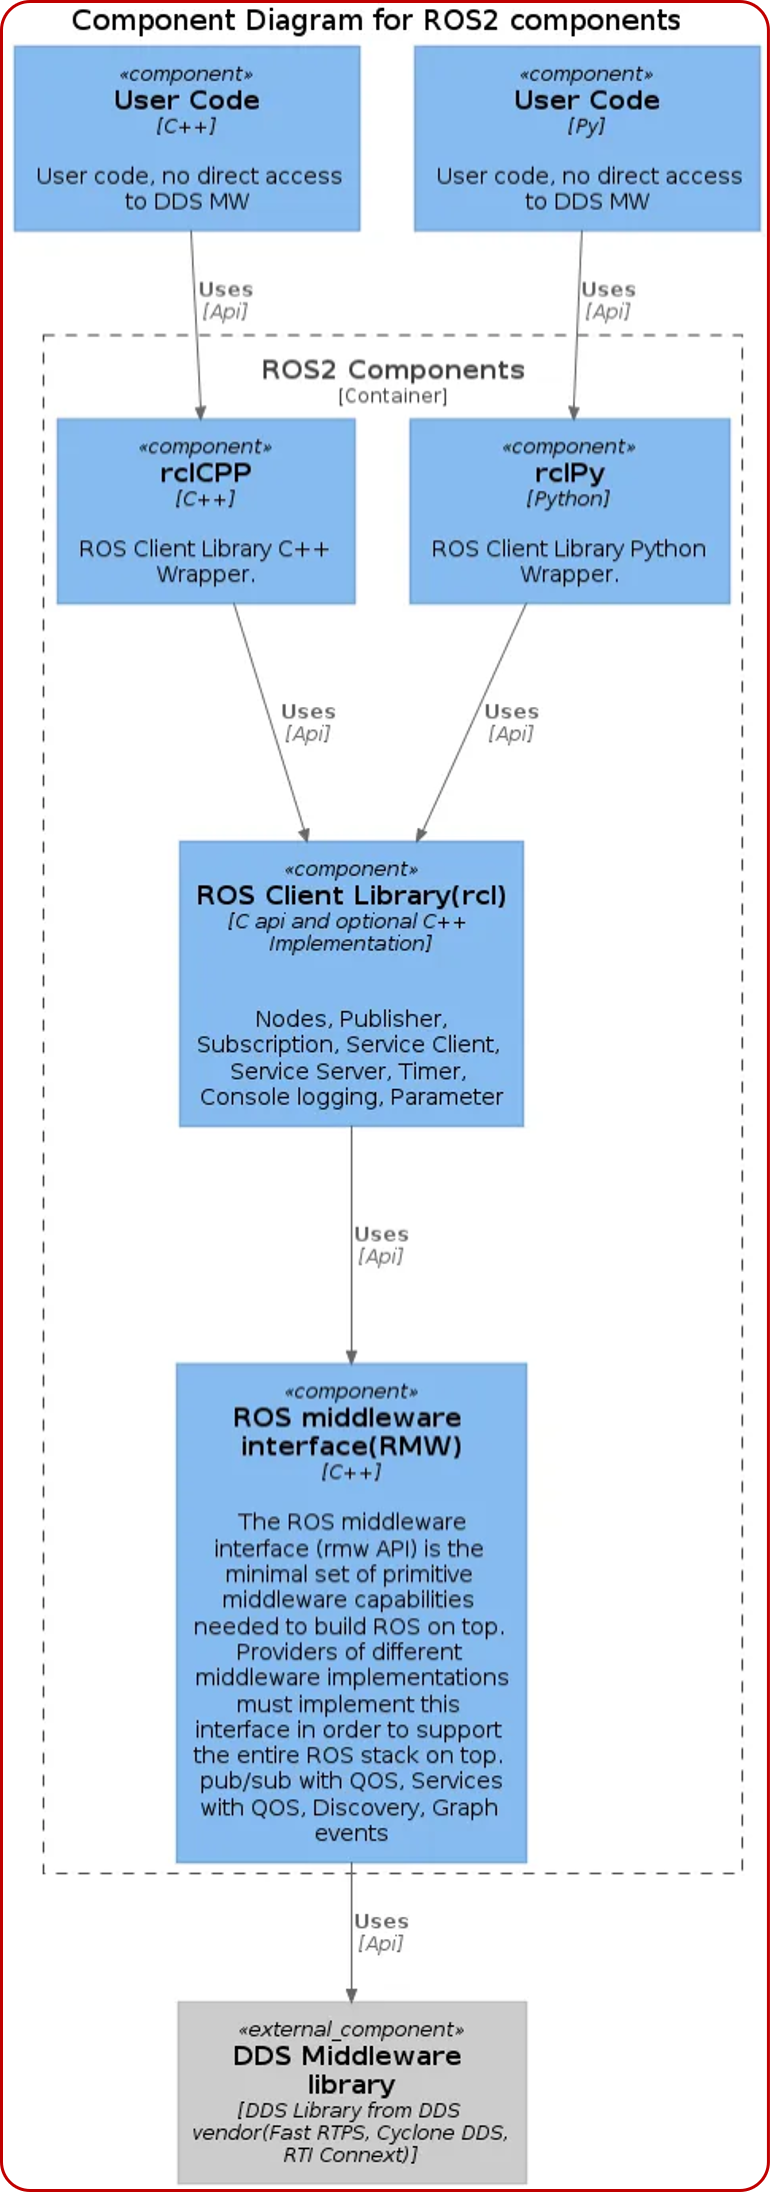 Component Diagram for ROS2 components
«component»
User Code
[C++]
User code, no direct access
to DDS MW
«component»
User Code
[Py]
User code, no direct access
to DDS MW
Uses
[Api]
Uses
[Api]
ROS2 Components
[Container]
«component»
rclCPP
[C++]
ROS Client Library C++
Wrapper.
«component»
rclPy
[Python]
ROS Client Library Python
Wrapper.
Uses
[Api]
Uses
[Api]
«component»
ROS Client Library(rcl)
[C api and optional C++
Implementation]
Nodes, Publisher,
Subscription, Service Client,
Service Server, Timer,
Console logging, Parameter
Uses
[Api]
«component»
ROS middleware
interface(RMW)
[C++]
The ROS middleware
interface (rmw API) is the
minimal set of primitive
middleware capabilities
needed to build ROS on top.
Providers of different
middleware implementations
must implement this
interface in order to support
the entire ROS stack on top.
pub/sub with QOS, Services
with QOS, Discovery, Graph
events
Uses
[Api]
«external_component»
DDS Middleware
library
[DDS Library from DDS
vendor(Fast RTPS, Cyclone DDS,
RTI Connext)]